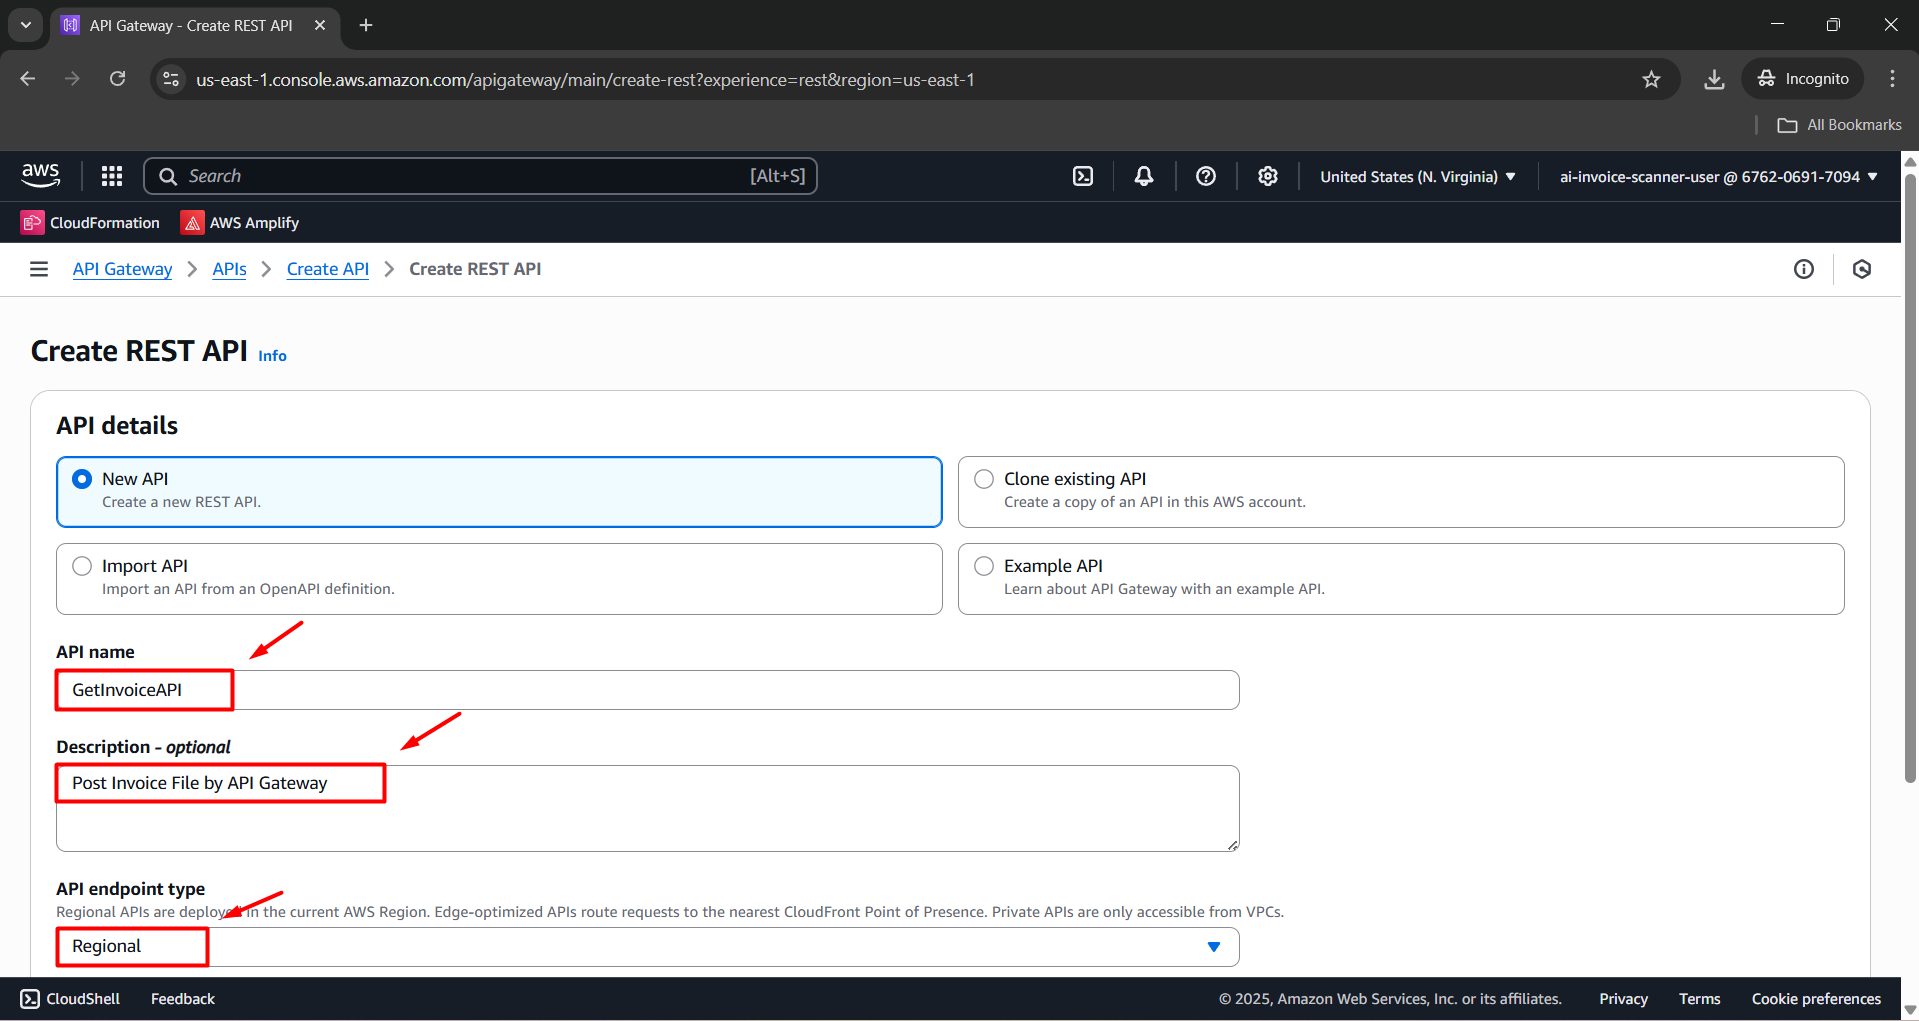 API Gateway - Create REST API
us-east-1.console.aws.amazon.com/apigateway/main/create-rest?experience=rest&region=us-east-1
Incognito
All Bookmarks
aws
Search
[Alt+S]
United States (N. Virginia)
ai-invoice-scanner-user @ 6762-0691-7094
CloudFormation
AWS Amplify
API Gateway
APIs
Create API
Create REST API
Create REST API Info
API details
New API
Create a new REST API.
Clone existing API
Create a copy of an API in this AWS account.
Import API
Import an API from an OpenAPI definition.
Example API
Learn about API Gateway with an example API.
API name
GetInvoiceAPI
Description - optional
Post Invoice File by API Gateway
API endpoint type
Regional APIs are deployed in the current AWS Region. Edge-optimized APIs route requests to the nearest CloudFront Point of Presence. Private APIs are only accessible from VPCs.
Regional
CloudShell
Feedback
© 2025, Amazon Web Services, Inc. or its affiliates.
Privacy
Terms
Cookie preferences